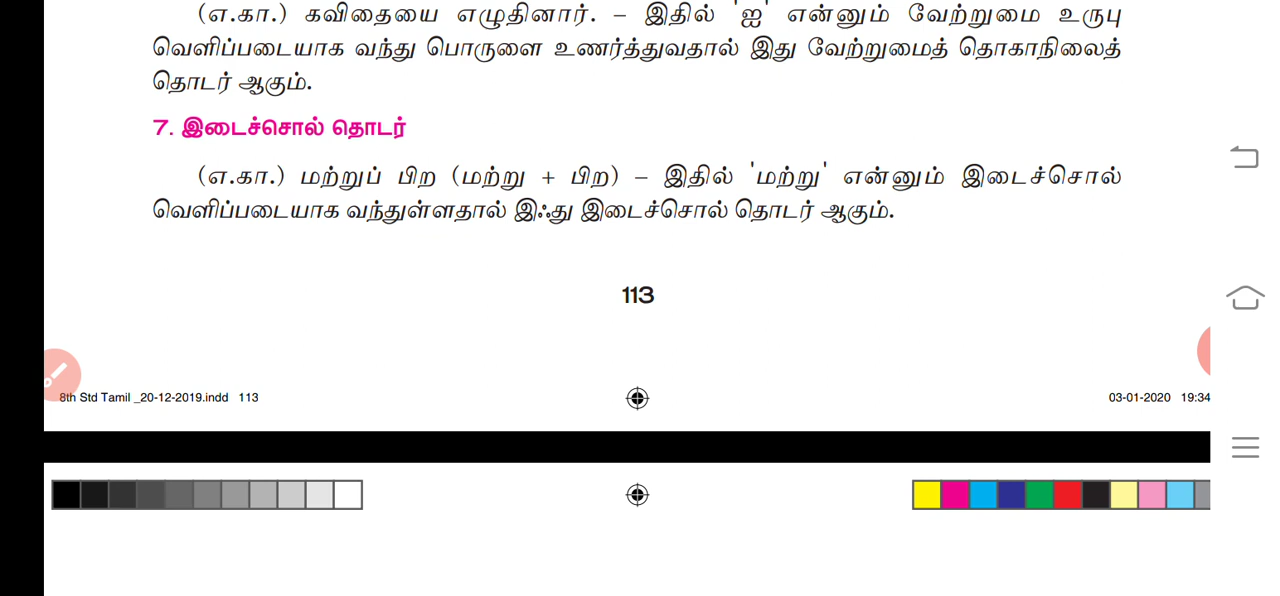 (எ.கா.) கவிதையை எழுதினார். – இதில் 'ஐ' என்னும் வேற்றுமை உருபு
வெளிப்படையாக வந்து பொருளை உணர்த்துவதால் இது வேற்றுமைத் தொகாநிலைத்
தொடர் ஆகும்.
7. இடைச்சொல் தொடர்
(எ.கா.) மற்றுப் பிற (மற்று + பிற) – இதில் 'மற்று' என்னும் இடைச்சொல்
வெளிப்படையாக வந்துள்ளதால் இஃது இடைச்சொல் தொடர் ஆகும்.
113
8th Std Tamil _20-12-2019.indd 113
03-01-2020 19:34